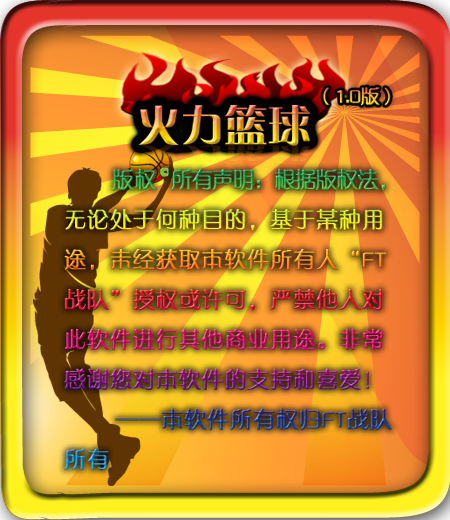 （1.0版）
火力篮球
版权 所有声明：根据版权法，
无论处于何种目的，基于某种用
途，未经获取本软件所有人“FT
战队”授权或许可，严禁他人对
此软件进行其他商业用途。非常
感谢您对本软件的支持和喜爱！
——本软件所有权归FT战队
所有